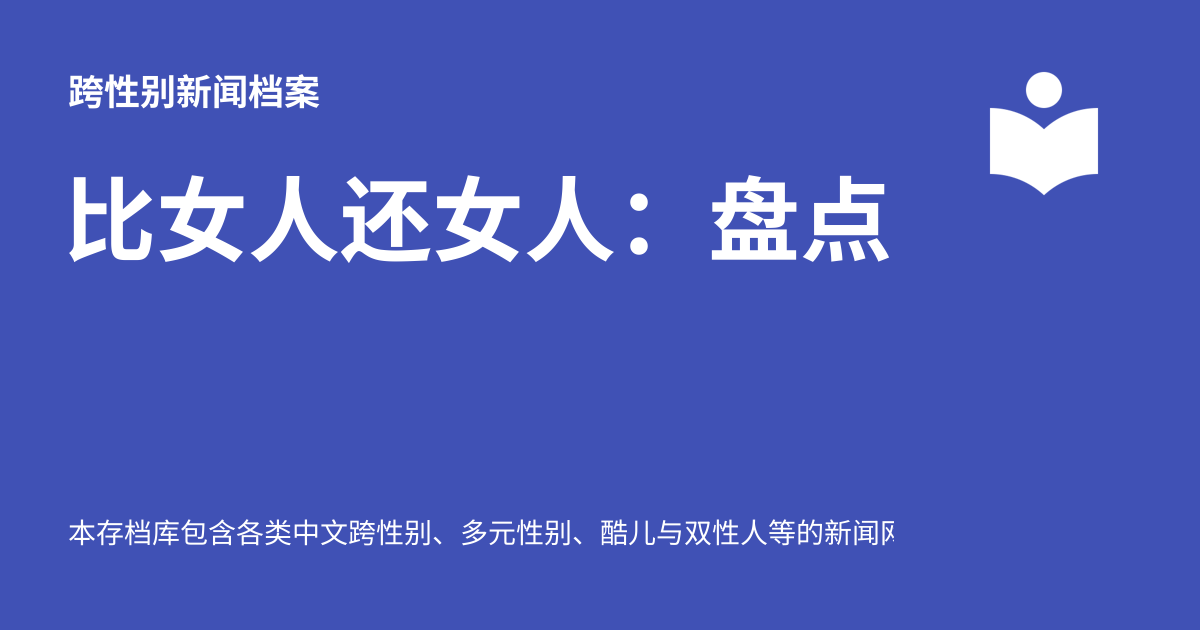 跨性别新闻档案
比女人还女人：盘点
本存档库包含各类中文跨性别、多元性别、酷儿与双性人等的新闻